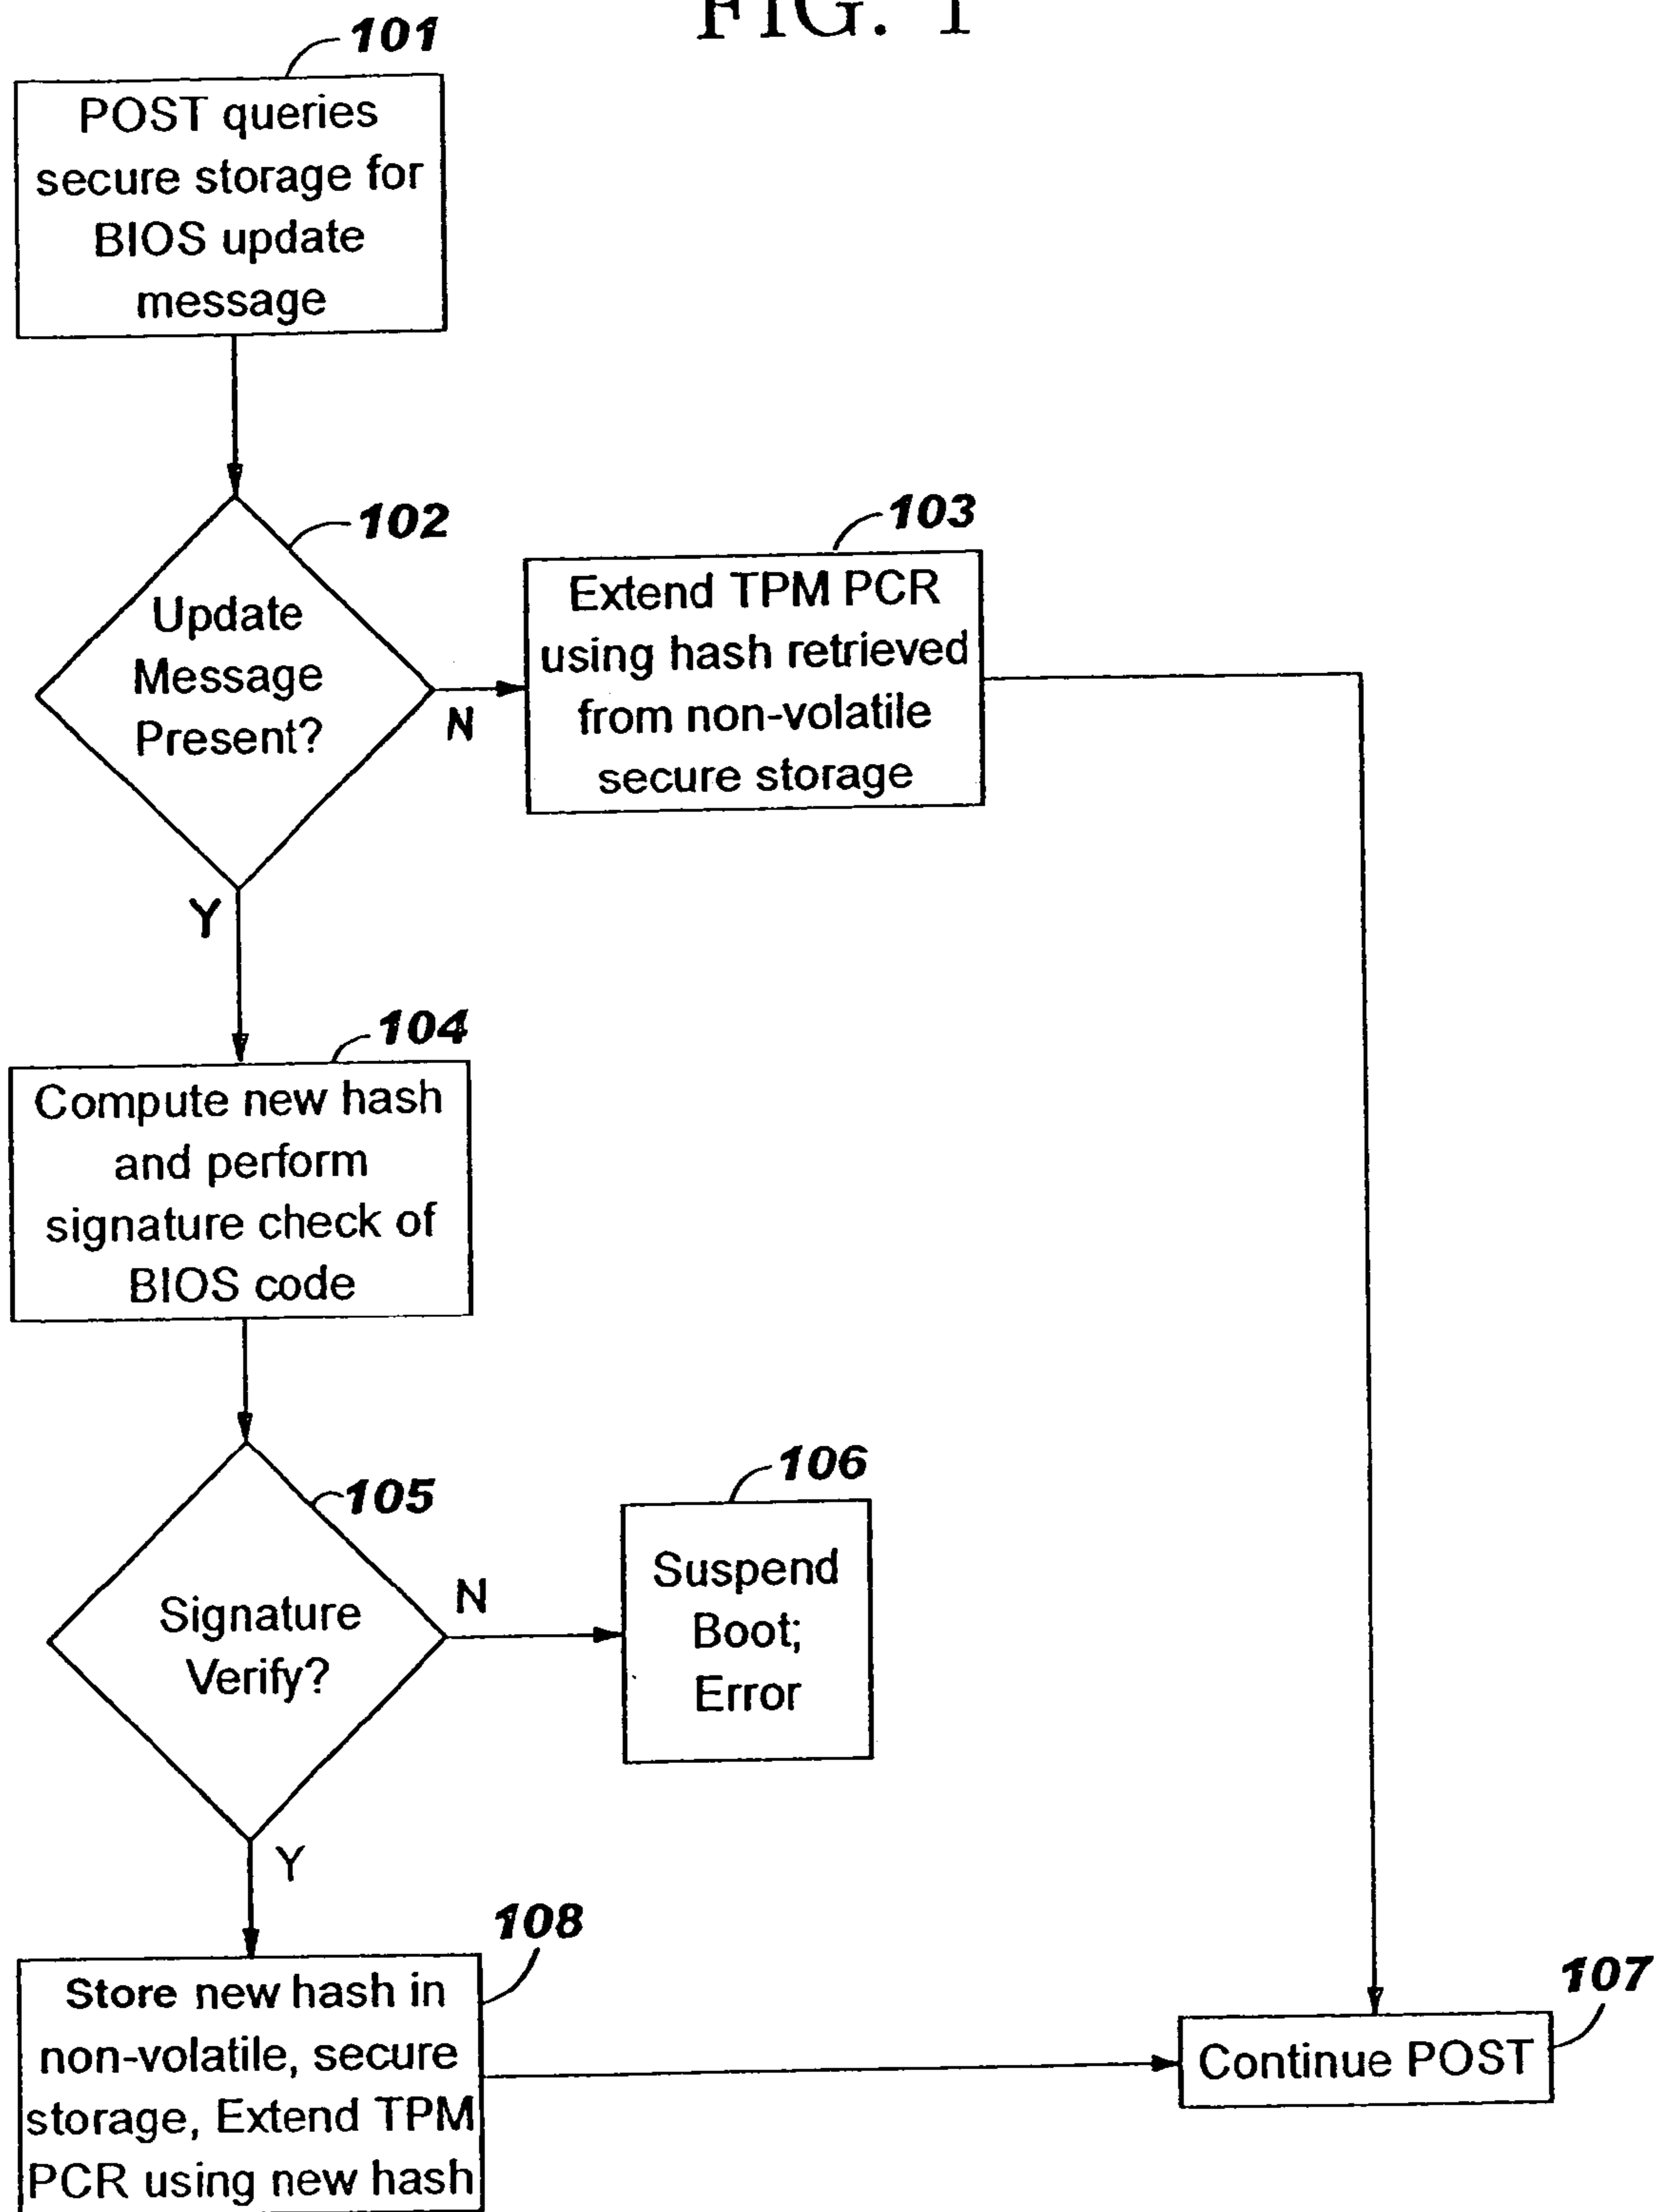 FIG. 1
101
POST queries
secure storage for
BIOS update
message
102
Update
Message
Present?
N
Y
103
Extend TPM PCR
using hash retrieved
from non-volatile
secure storage
104
Compute new hash
and perform
signature check of
BIOS code
105
Signature
Verify?
N
Y
106
Suspend
Boot;
Error
108
Store new hash in
non-volatile, secure
storage, Extend TPM
PCR using new hash
107
Continue POST